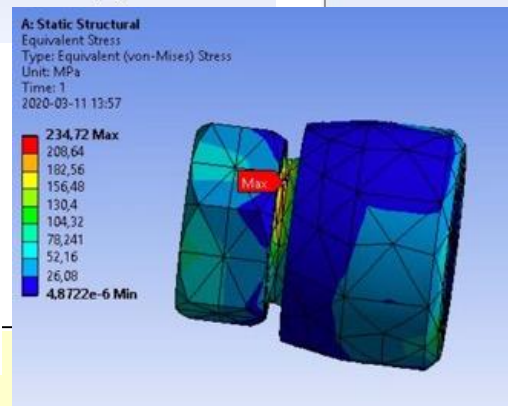 A: Static Structural
Equivalent Stress
Type: Equivalent (von-Mises) Stress
Unit: MPa
Time: 1
2020-03-11 13:57
234,72 Max
208,64
182,56
156,48
130,4
104,32
78,241
52,16
26,08
4,8722e-6 Min
Max